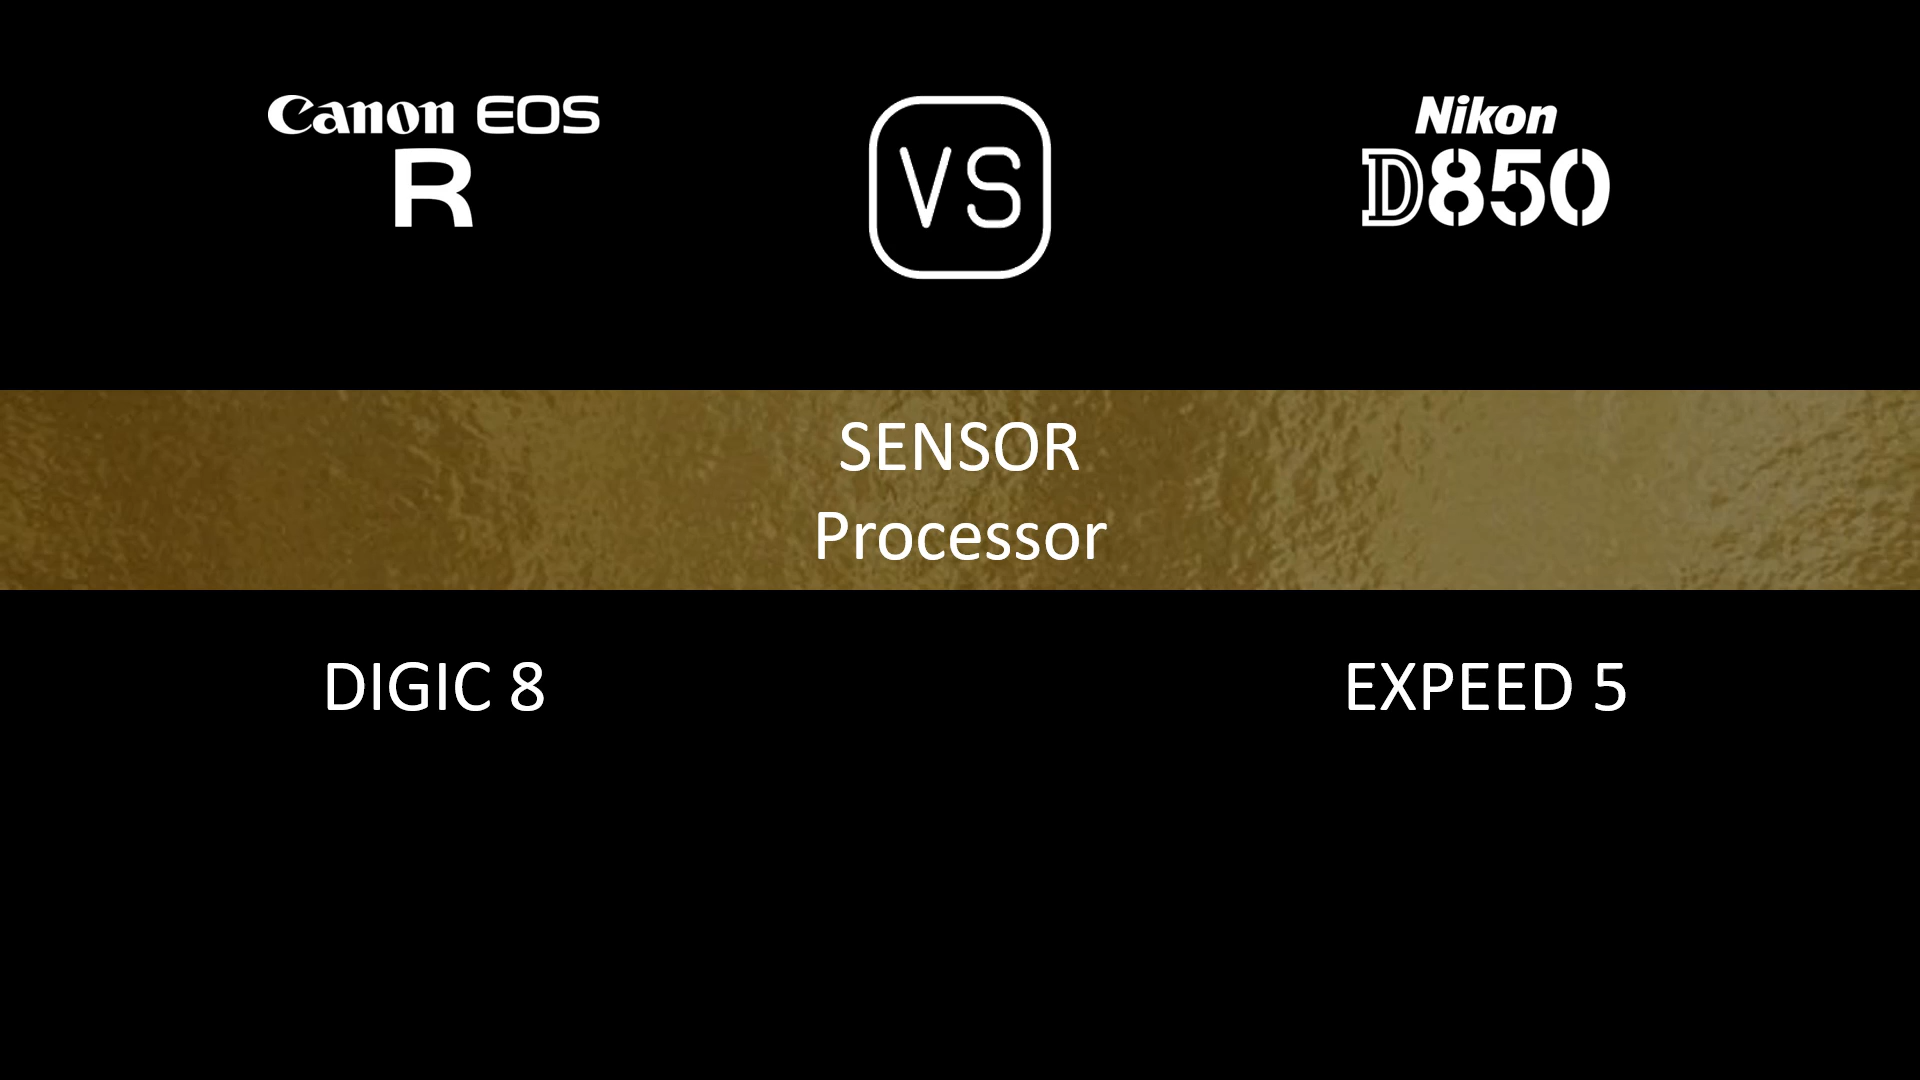 Canon EOS
R
VS
Nikon
D850
SENSOR
Processor
DIGIC 8
EXPEED 5